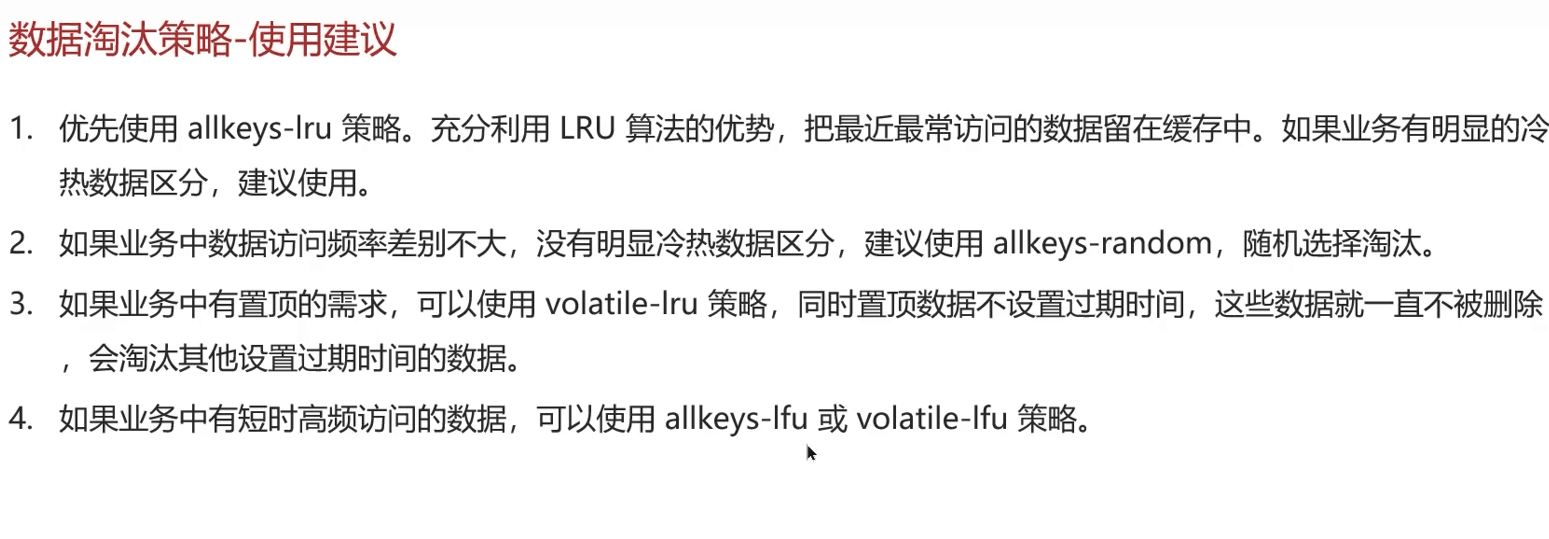 数据淘汰策略-使用建议
1. 优先使用 allkeys-lru 策略。充分利用 LRU 算法的优势，把最近最常访问的数据留在缓存中。如果业务有明显的冷
热数据区分，建议使用。
2. 如果业务中数据访问频率差别不大，没有明显冷热数据区分，建议使用 allkeys-random，随机选择淘汰。
3. 如果业务中有置顶的需求，可以使用 volatile-lru 策略，同时置顶数据不设置过期时间，这些数据就一直不被删除
，会淘汰其他设置过期时间的数据。
4. 如果业务中有短时高频访问的数据，可以使用 allkeys-lfu 或 volatile-lfu 策略。